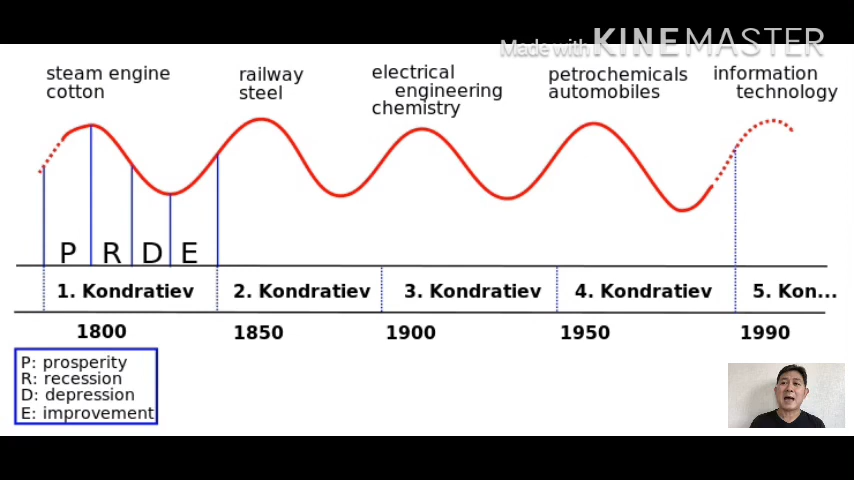 Made with KINEMASTER
steam engine
cotton
railway
steel
electrical
engineering
chemistry
petrochemicals
automobiles
information
technology
P R D E
1. Kondratiev
2. Kondratiev
3. Kondratiev
4. Kondratiev
5. Kon...
1800
1850
1900
1950
1990
P: prosperity
R: recession
D: depression
E: improvement